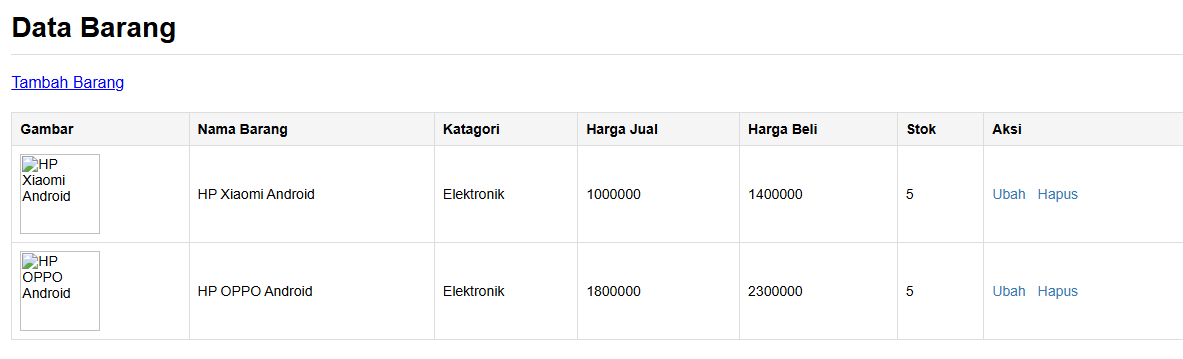 Data Barang
Tambah Barang
Gambar Nama Barang Katagori Harga Jual Harga Beli Stok Aksi
HP
Xiaomi
Android
HP Xiaomi Android Elektronik 1000000 1400000 5 Ubah Hapus
HP
OPPO
Android
HP OPPO Android Elektronik 1800000 2300000 5 Ubah Hapus